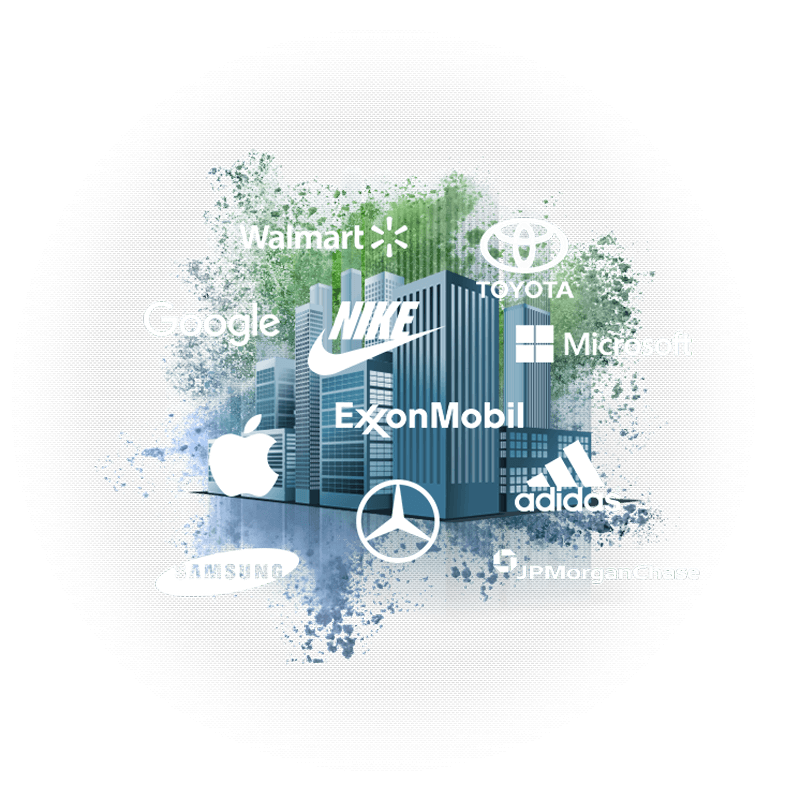 Walmart
TOYOTA
Google
NIKE
Microsoft
ExxonMobil
adidas
SAMSUNG
JPMorganChase